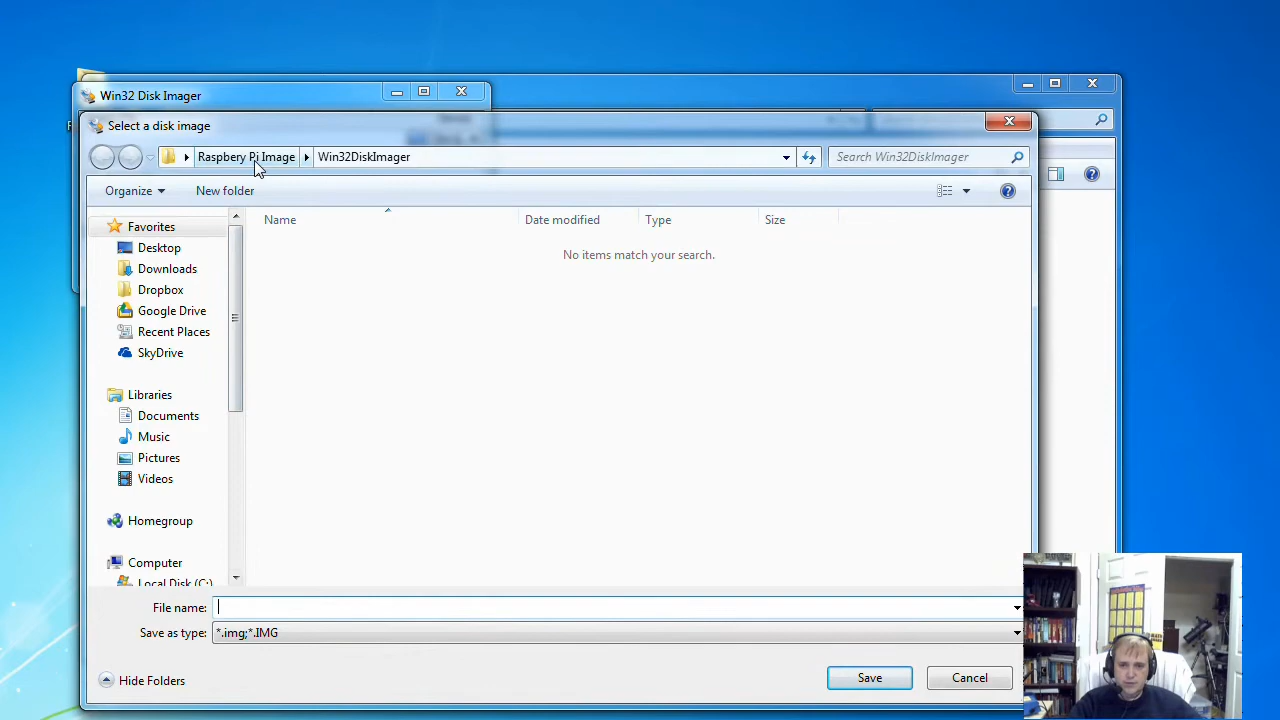 Win32 Disk Imager
Select a disk image
Raspbery Pi Image
Win32DiskImager
Search Win32DiskImager
Organize
New folder
Name
Date modified
Type
Size
No items match your search.
Favorites
Desktop
Downloads
Dropbox
Google Drive
Recent Places
SkyDrive
Libraries
Documents
Music
Pictures
Videos
Homegroup
Computer
Local Disk (C:)
File name:
Save as type:
*.img;*.IMG
Hide Folders
Save
Cancel